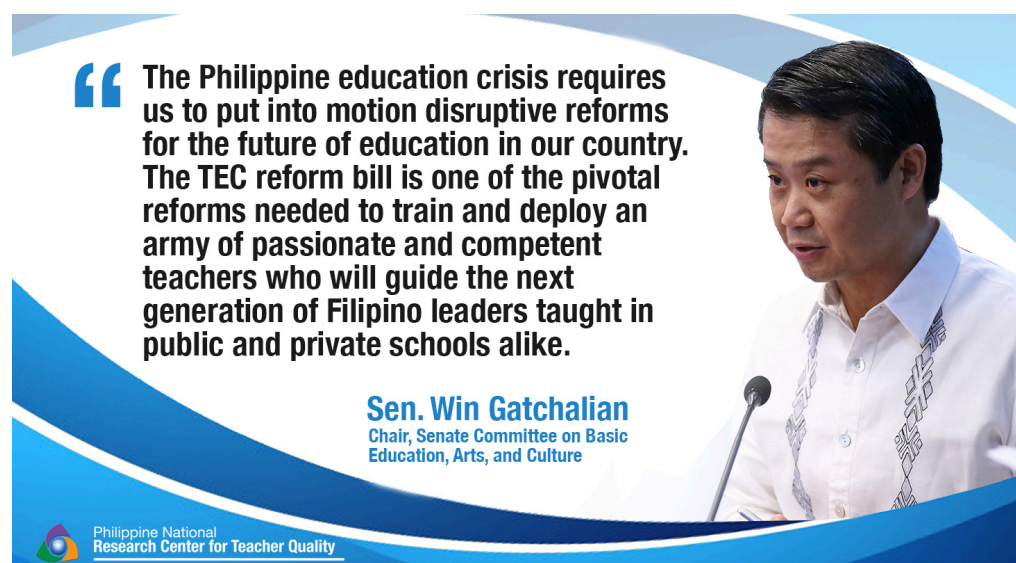 “
The Philippine education crisis requires
us to put into motion disruptive reforms
for the future of education in our country.
The TEC reform bill is one of the pivotal
reforms needed to train and deploy an
army of passionate and competent
teachers who will guide the next
generation of Filipino leaders taught in
public and private schools alike.
Sen. Win Gatchalian
Chair, Senate Committee on Basic
Education, Arts, and Culture
Philippine National
Research Center for Teacher Quality